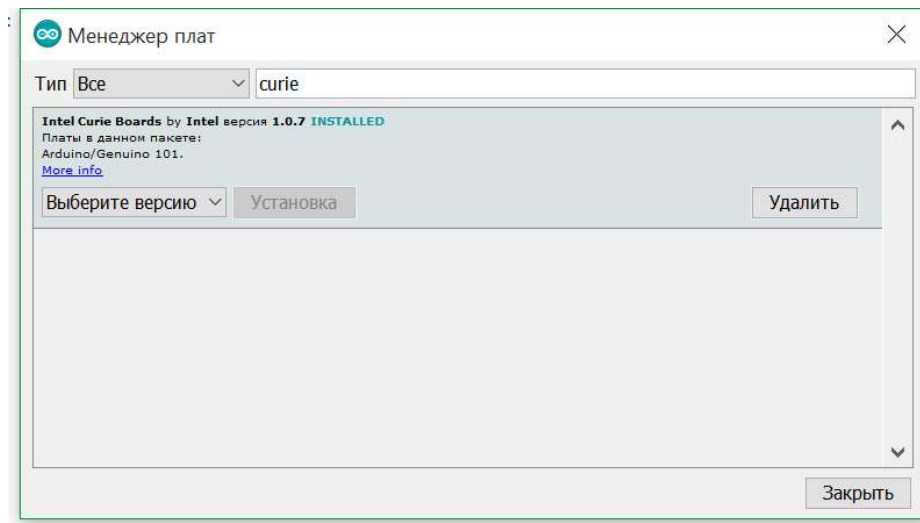 Менеджер плат
Тип Все curie
Intel Curie Boards by Intel версия 1.0.7 INSTALLED
Платы в данном пакете:
Arduino/Genuino 101.
More info
Выберите версию Установка Удалить
Закрыть